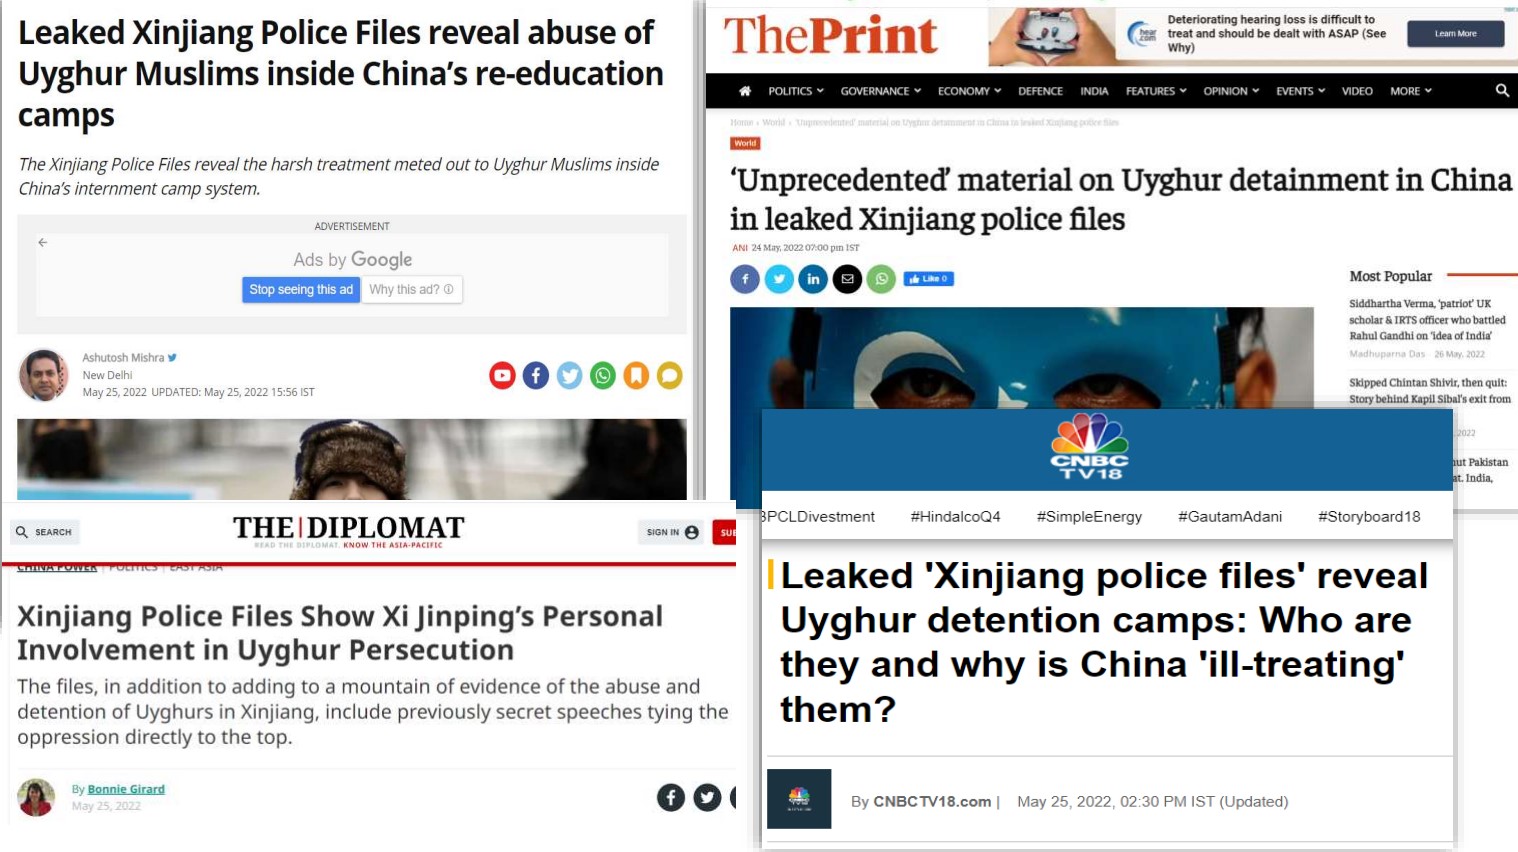 Leaked Xinjiang Police Files reveal abuse of
Uyghur Muslims inside China’s re-education
camps
The Xinjiang Police Files reveal the harsh treatment meted out to Uyghur Muslims inside
China’s internment camp system.
ADVERTISEMENT
Ads by Google
Stop seeing this ad Why this ad?
Ashutosh Mishra
New Delhi
May 25, 2022 UPDATED: May 25, 2022 15:56 IST
ThePrint
Deteriorating hearing loss is difficult to
treat and should be dealt with ASAP (See
Why)
hear.com
Learn More
POLITICS GOVERNANCE ECONOMY DEFENCE INDIA FEATURES OPINION EVENTS VIDEO MORE
Home › World › 'Unprecedented' material on Uyghur detainment in China in leaked Xinjiang police files
World
‘Unprecedented’ material on Uyghur detainment in China
in leaked Xinjiang police files
ANI 24 May, 2022 07:00 pm IST
f in Like 0
Most Popular
Siddhartha Verma, 'patriot' UK
scholar & IRTS officer who battled
Rahul Gandhi on 'idea of India'
Madhuparna Das - 26 May, 2022
Skipped Chintan Shivir, then quit:
Story behind Kapil Sibal's exit from
, 2022
Pakistan
India,
SEARCH
THE|DIPLOMAT
READ THE DIPLOMAT, KNOW THE ASIA-PACIFIC
SIGN IN
SUB
CHINA POWER | POLITICS | EAST ASIA
Xinjiang Police Files Show Xi Jinping’s Personal
Involvement in Uyghur Persecution
The files, in addition to adding to a mountain of evidence of the abuse and
detention of Uyghurs in Xinjiang, include previously secret speeches tying the
oppression directly to the top.
By Bonnie Girard
May 25, 2022
CNBC
TV18
BPCLDivestment #HindalcoQ4 #SimpleEnergy #GautamAdani #Storyboard18
Leaked 'Xinjiang police files' reveal
Uyghur detention camps: Who are
they and why is China 'ill-treating'
them?
By CNBCTV18.com | May 25, 2022, 02:30 PM IST (Updated)